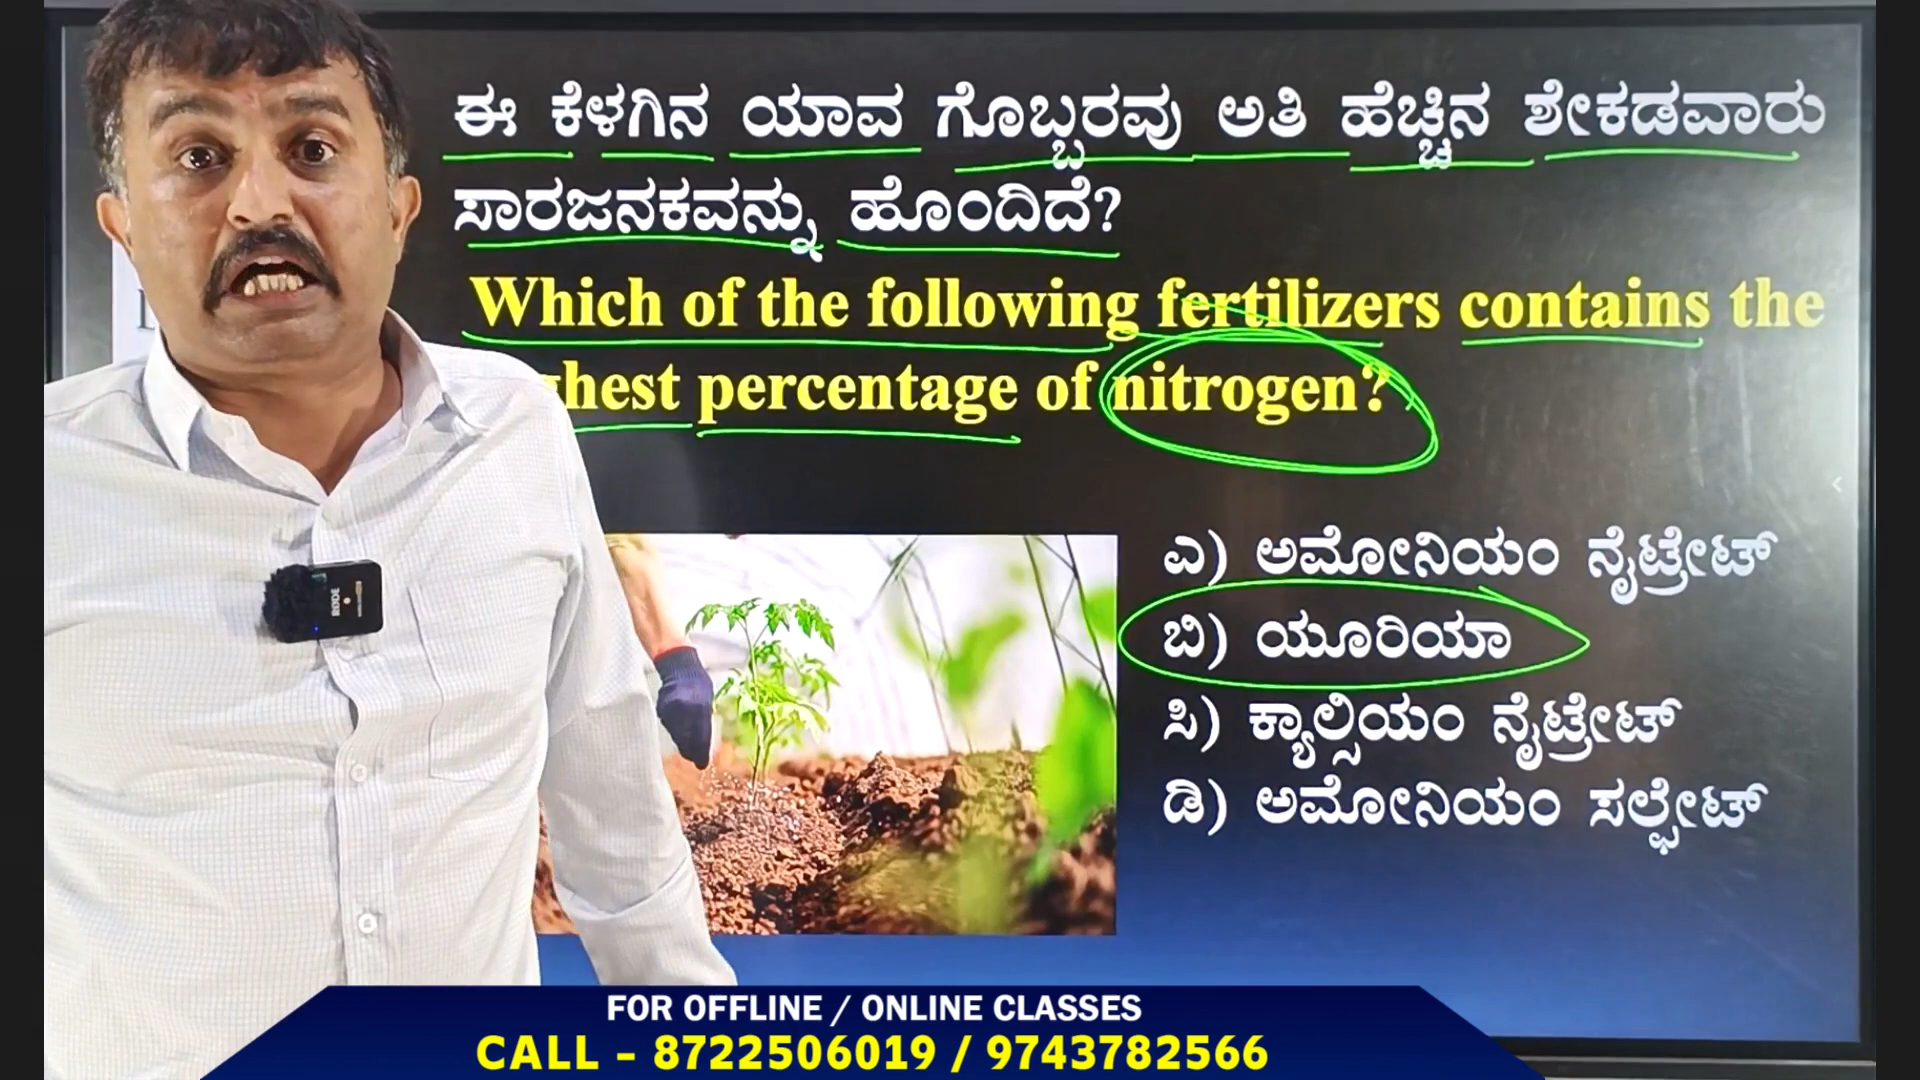 ಈ ಕೆಳಗಿನ ಯಾವ ಗೊಬ್ಬರವು ಅತಿ ಹೆಚ್ಚಿನ ಶೇಕಡವಾರು
ಸಾರಜನಕವನ್ನು ಹೊಂದಿದೆ?
Which of the following fertilizers contains the
percentage of nitrogen?
ಎ) ಅಮೋನಿಯಂ ನೈಟ್ರೇಟ್
ಬಿ) ಯೂರಿಯಾ
ಸಿ) ಕ್ಯಾಲ್ಸಿಯಂ ನೈಟ್ರೇಟ್
ಡಿ) ಅಮೋನಿಯಂ ಸಲ್ಫೇಟ್
RODE
FOR OFFLINE / ONLINE CLASSES
CALL - 8722506019 / 9743782566